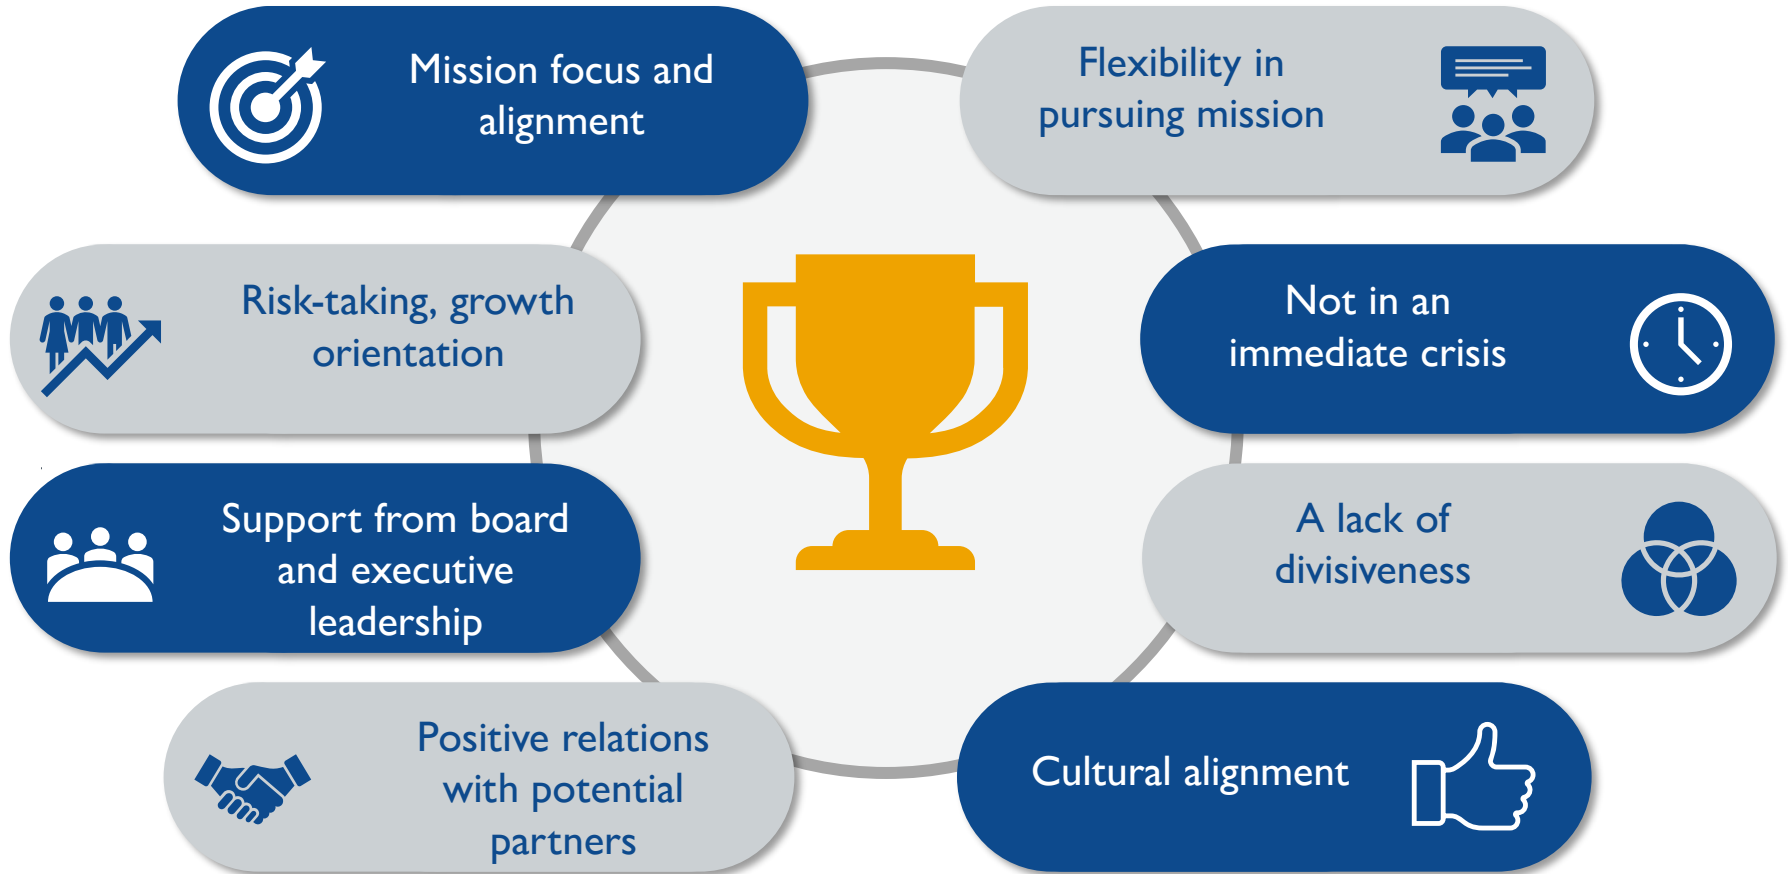 Mission focus and
alignment
Flexibility in
pursuing mission
Risk-taking, growth
orientation
Not in an
immediate crisis
Support from board
and executive
leadership
A lack of
divisiveness
Positive relations
with potential
partners
Cultural alignment